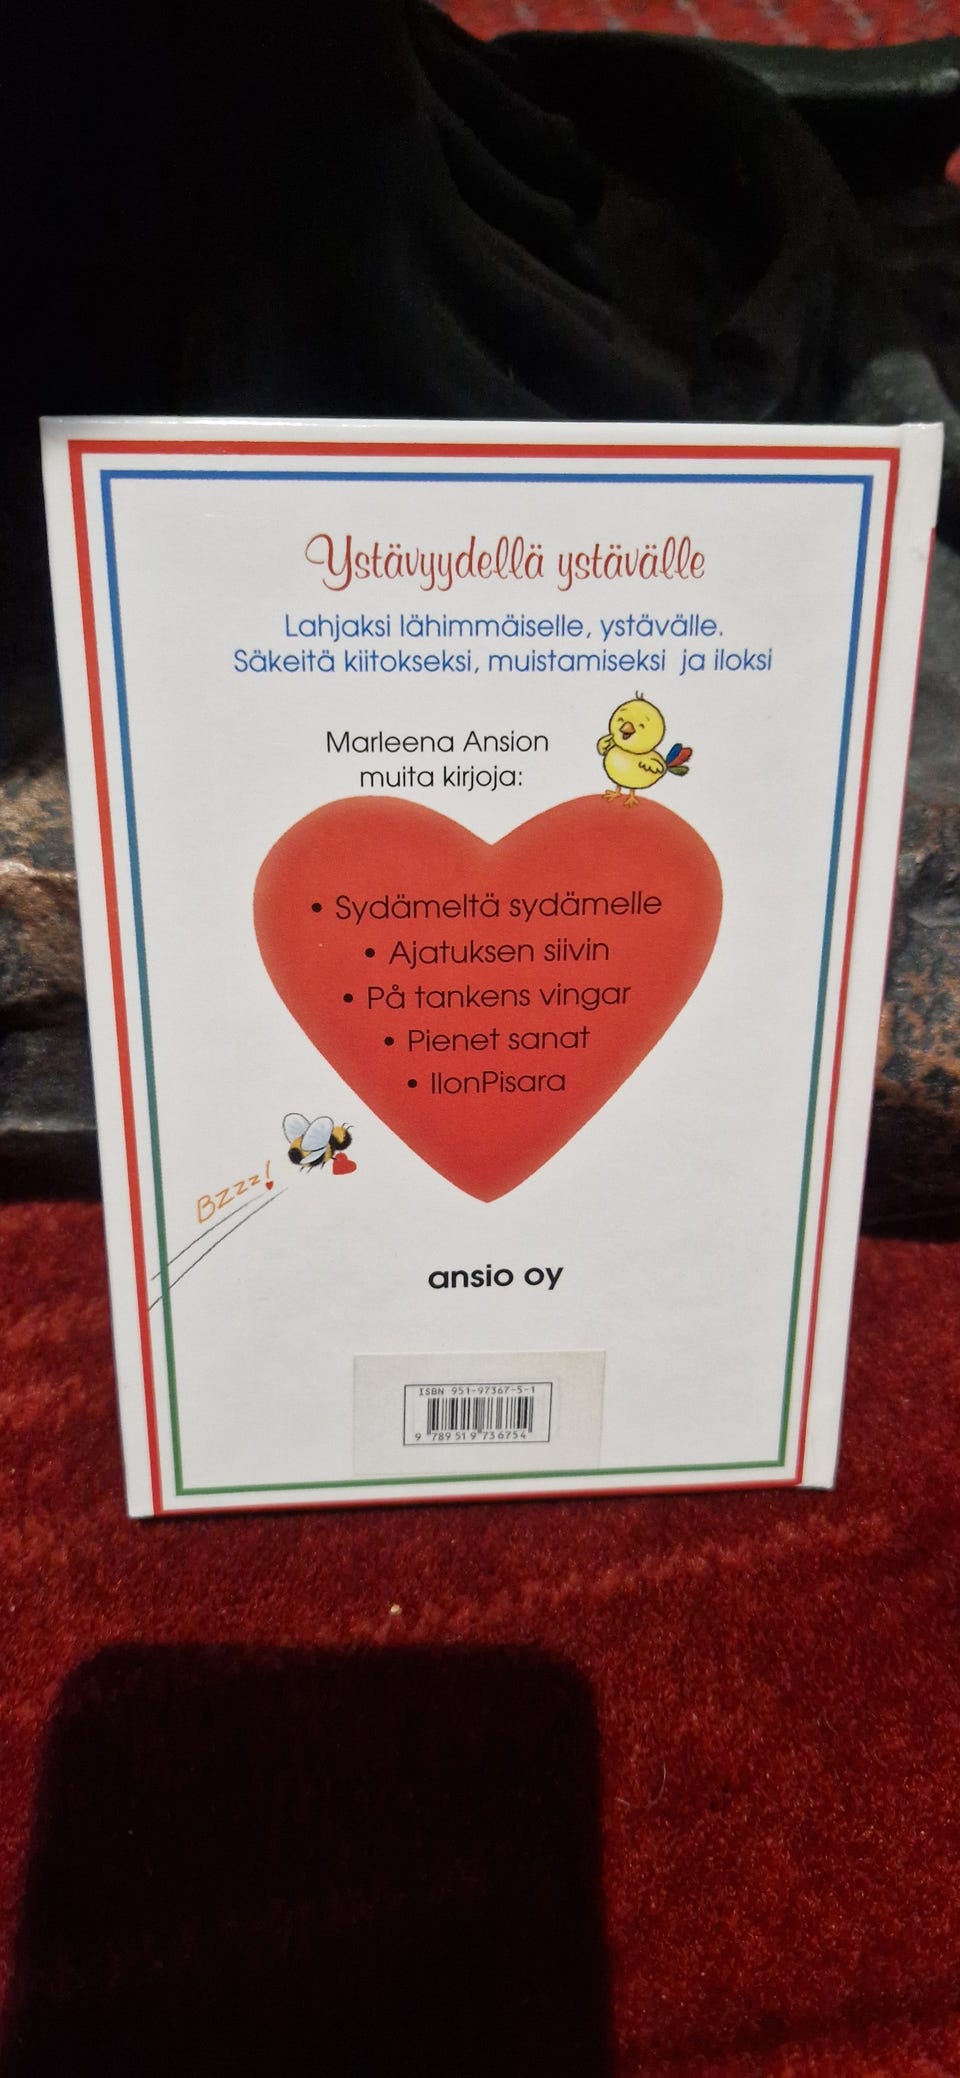 Ystävyydellä ystävälle
Lahjaksi lähimmäiselle, ystävälle.
Säkeitä kiitokseksi, muistamiseksi ja iloksi
Marleena Ansion
muita kirjoja:
• Sydämeltä sydämelle
• Ajatuksen siivin
• På tankens vingar
• Pienet sanat
• IlonPisara
Bzzz!
ansio oy
ISBN 951-97367-5-1
9 789519 736754